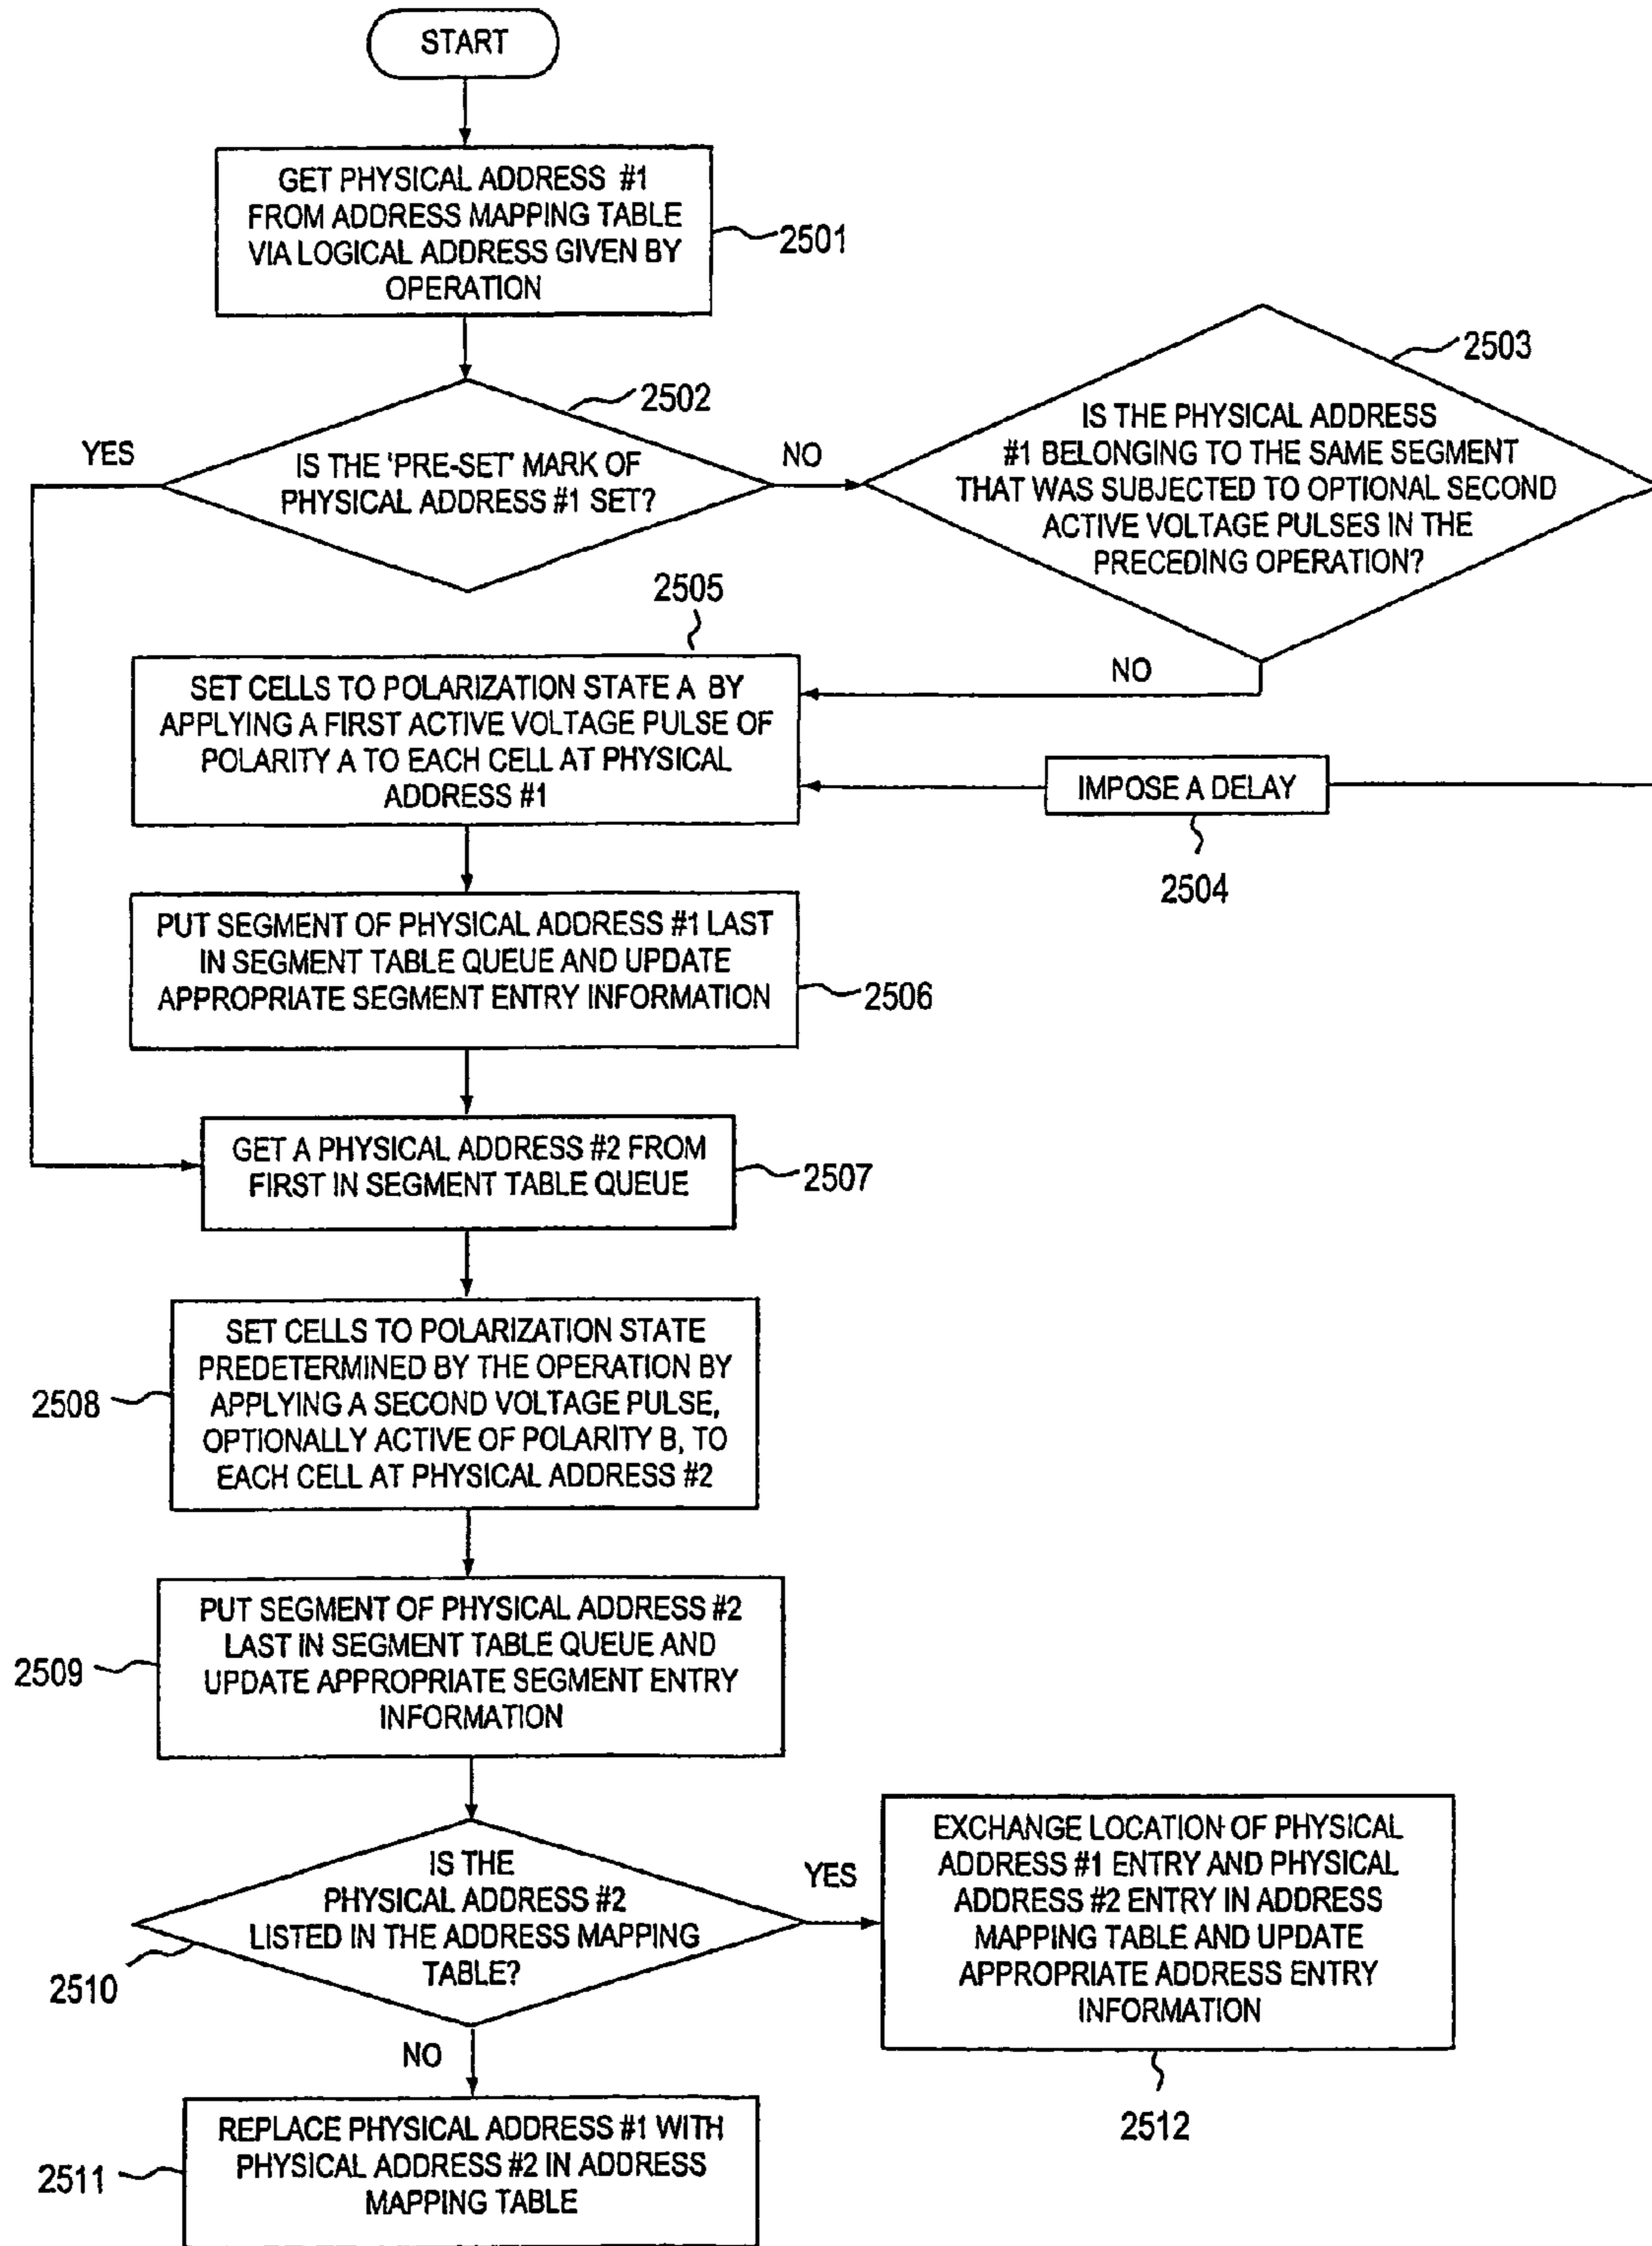 START
GET PHYSICAL ADDRESS #1
FROM ADDRESS MAPPING TABLE
VIA LOGICAL ADDRESS GIVEN BY
OPERATION
2501
2502
YES
IS THE 'PRE-SET' MARK OF
PHYSICAL ADDRESS #1 SET?
NO
2503
IS THE PHYSICAL ADDRESS
#1 BELONGING TO THE SAME SEGMENT
THAT WAS SUBJECTED TO OPTIONAL SECOND
ACTIVE VOLTAGE PULSES IN THE
PRECEDING OPERATION?
NO
2505
SET CELLS TO POLARIZATION STATE A BY
APPLYING A FIRST ACTIVE VOLTAGE PULSE OF
POLARITY A TO EACH CELL AT PHYSICAL
ADDRESS #1
IMPOSE A DELAY
2504
PUT SEGMENT OF PHYSICAL ADDRESS #1 LAST
IN SEGMENT TABLE QUEUE AND UPDATE
APPROPRIATE SEGMENT ENTRY INFORMATION
2506
GET A PHYSICAL ADDRESS #2 FROM
FIRST IN SEGMENT TABLE QUEUE
2507
SET CELLS TO POLARIZATION STATE
PREDETERMINED BY THE OPERATION BY
APPLYING A SECOND VOLTAGE PULSE,
OPTIONALLY ACTIVE OF POLARITY B, TO
EACH CELL AT PHYSICAL ADDRESS #2
2508
PUT SEGMENT OF PHYSICAL ADDRESS #2
LAST IN SEGMENT TABLE QUEUE AND
UPDATE APPROPRIATE SEGMENT ENTRY
INFORMATION
2509
IS THE
PHYSICAL ADDRESS #2
LISTED IN THE ADDRESS MAPPING
TABLE?
2510
YES
EXCHANGE LOCATION OF PHYSICAL
ADDRESS #1 ENTRY AND PHYSICAL
ADDRESS #2 ENTRY IN ADDRESS
MAPPING TABLE AND UPDATE
APPROPRIATE ADDRESS ENTRY
INFORMATION
2512
NO
REPLACE PHYSICAL ADDRESS #1 WITH
PHYSICAL ADDRESS #2 IN ADDRESS
MAPPING TABLE
2511